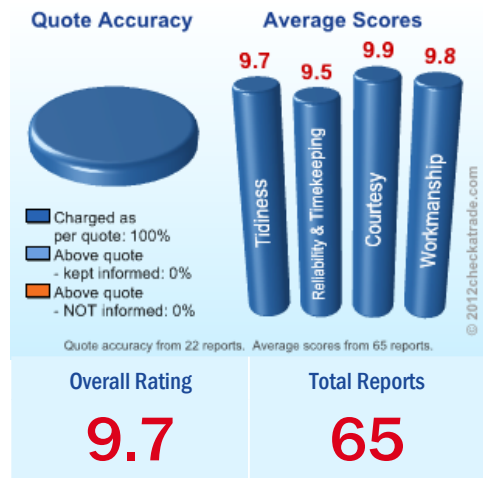 Quote Accuracy
Average Scores
9.7
9.5
9.9
9.8
Tidiness
Reliability & Timekeeping
Courtesy
Workmanship
Charged as
per quote: 100%
Above quote
- kept informed: 0%
Above quote
- NOT informed: 0%
© 2012checkatrade.com
Quote accuracy from 22 reports. Average scores from 65 reports.
Overall Rating
9.7
Total Reports
65